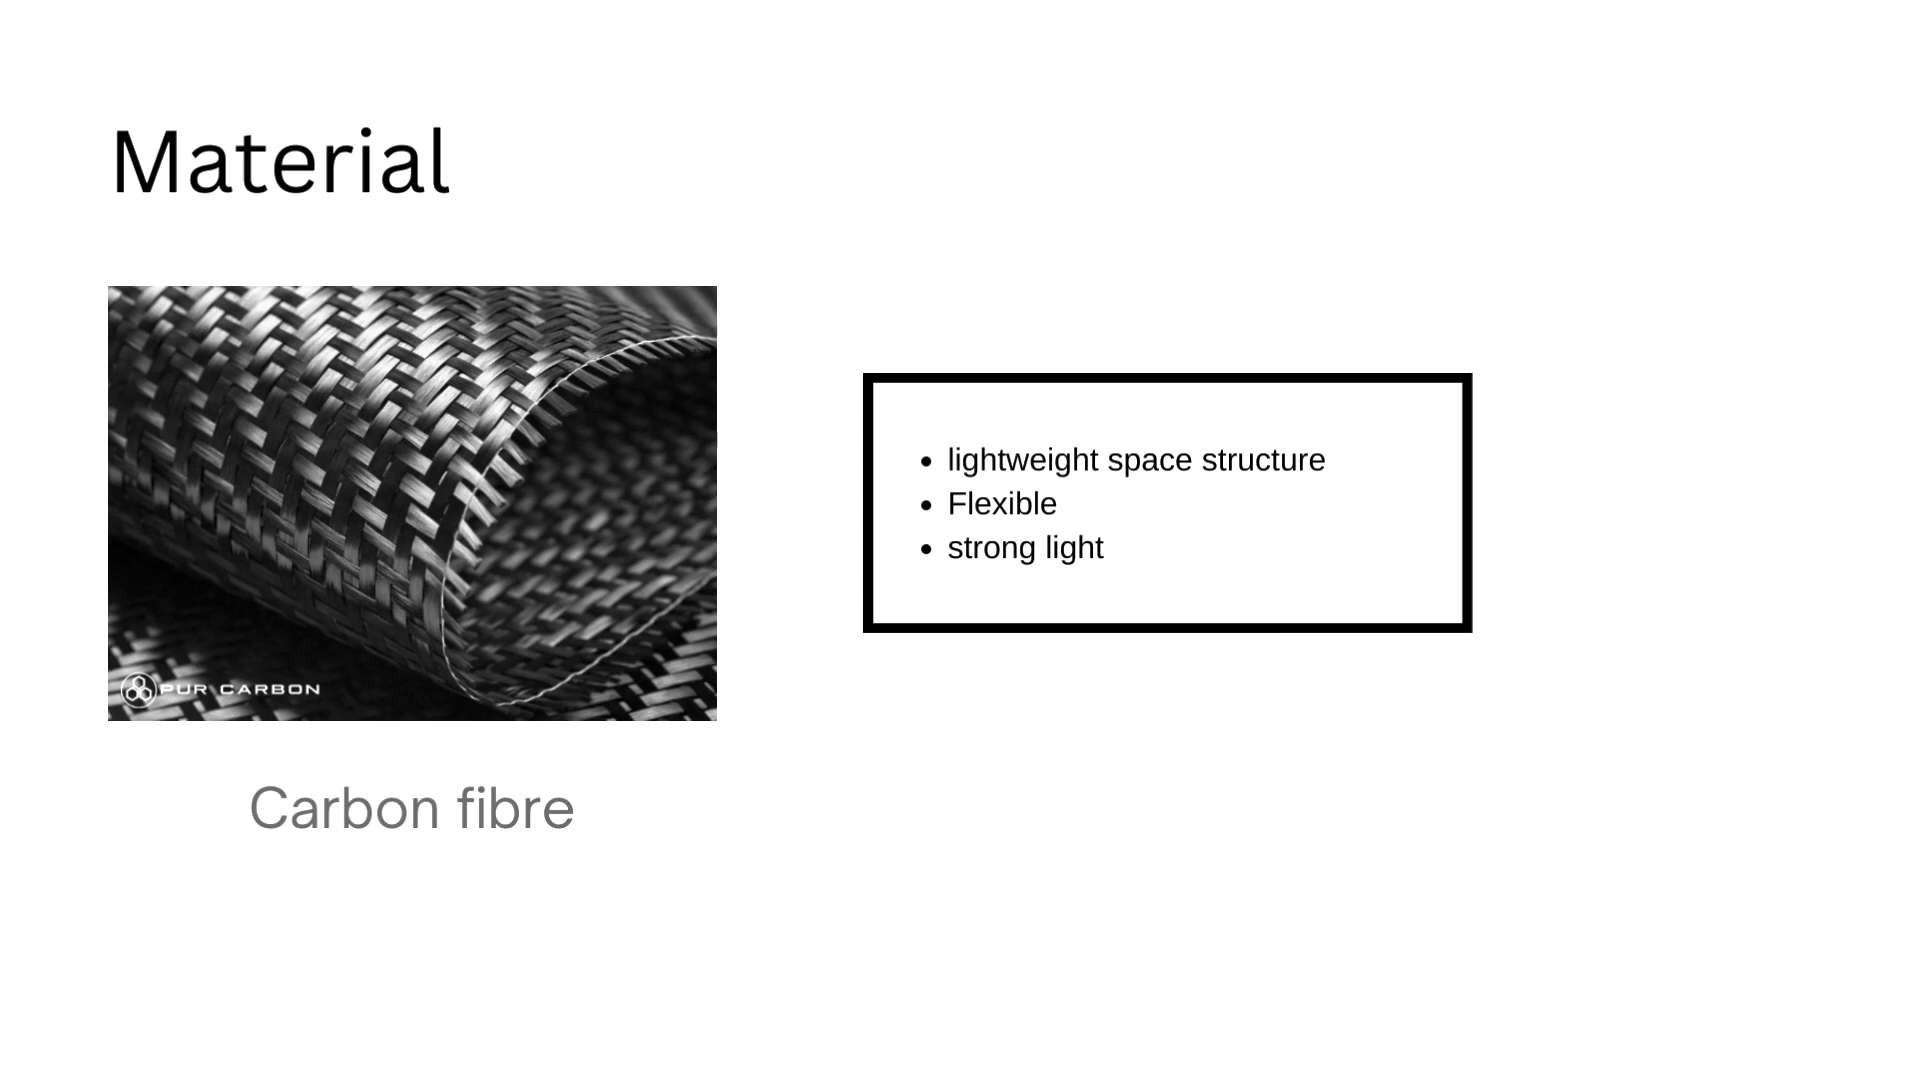 Material
PUR CARBON
Carbon fibre
lightweight space structure
Flexible
strong light